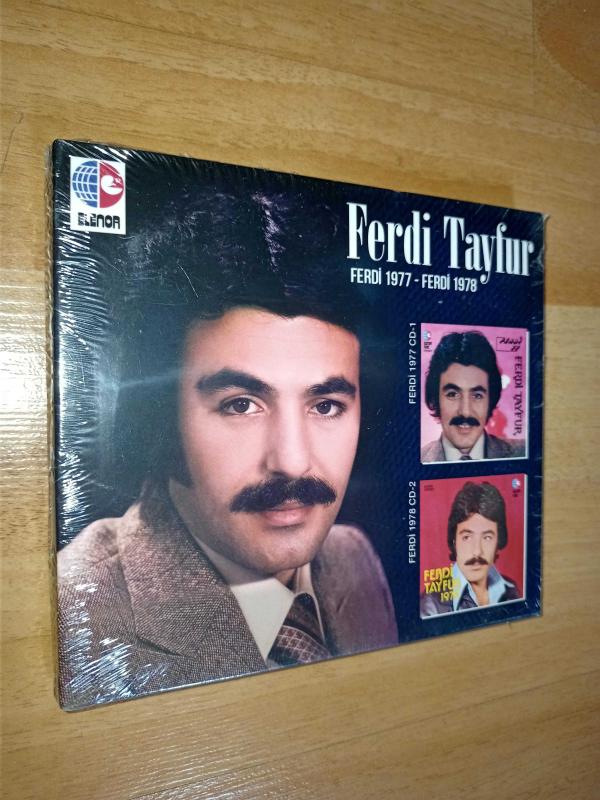 ELENOR
Ferdi Tayfur
FERDİ 1977 - FERDİ 1978
FERDİ 1977 CD-1
FERDİ TAYFUR
FERDİ 1978 CD-2
FERDİ
TAYFUR